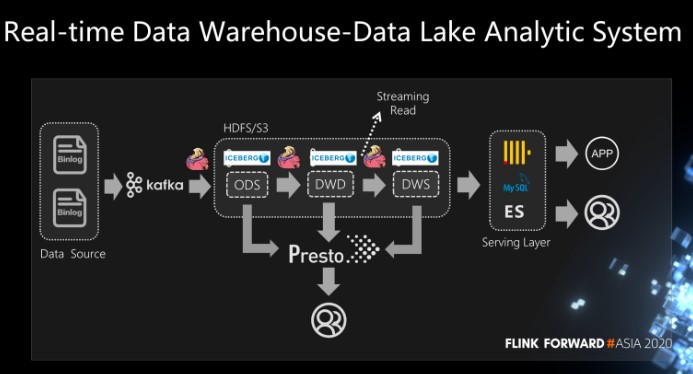 Real-time Data Warehouse-Data Lake Analytic System
Streaming
Read
HDFS/S3
Binlog
Binlog
Data Source
kafka
ICEBERG
ICEBERG
ICEBERG
ODS
DWD
DWS
Presto
MySQL
ES
Serving Layer
APP
FLINK FORWARD #ASIA 2020